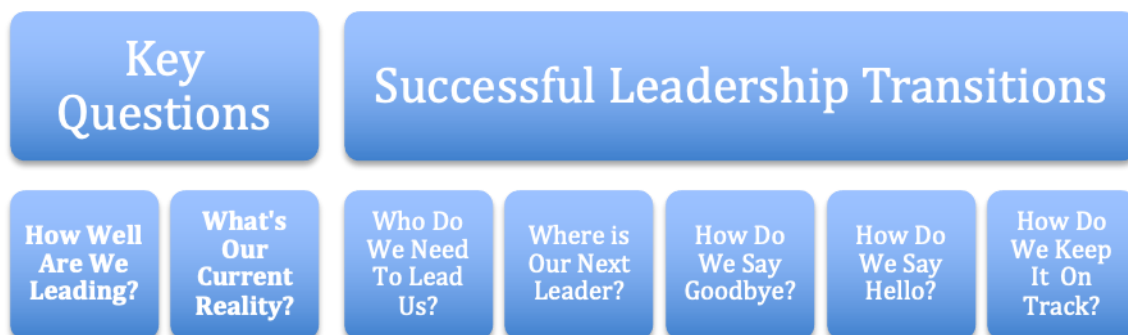 Key
Questions
Successful Leadership Transitions
How Well
Are We
Leading?
What's
Our
Current
Reality?
Who Do
We Need
To Lead
Us?
Where is
Our Next
Leader?
How Do
We Say
Goodbye?
How Do
We Say
Hello?
How Do
We Keep
It On
Track?